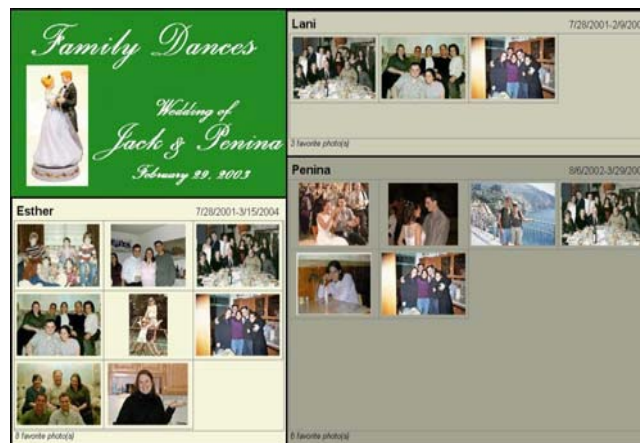 Family Dances
Wedding of
Jack & Penina
February 29, 2003
Esther 7/28/2001-3/15/2004
8 favorite photo(s)
Lani 7/28/2001-2/9/200
3 favorite photo(s)
Penina 8/6/2002-3/29/200
6 favorite photo(s)